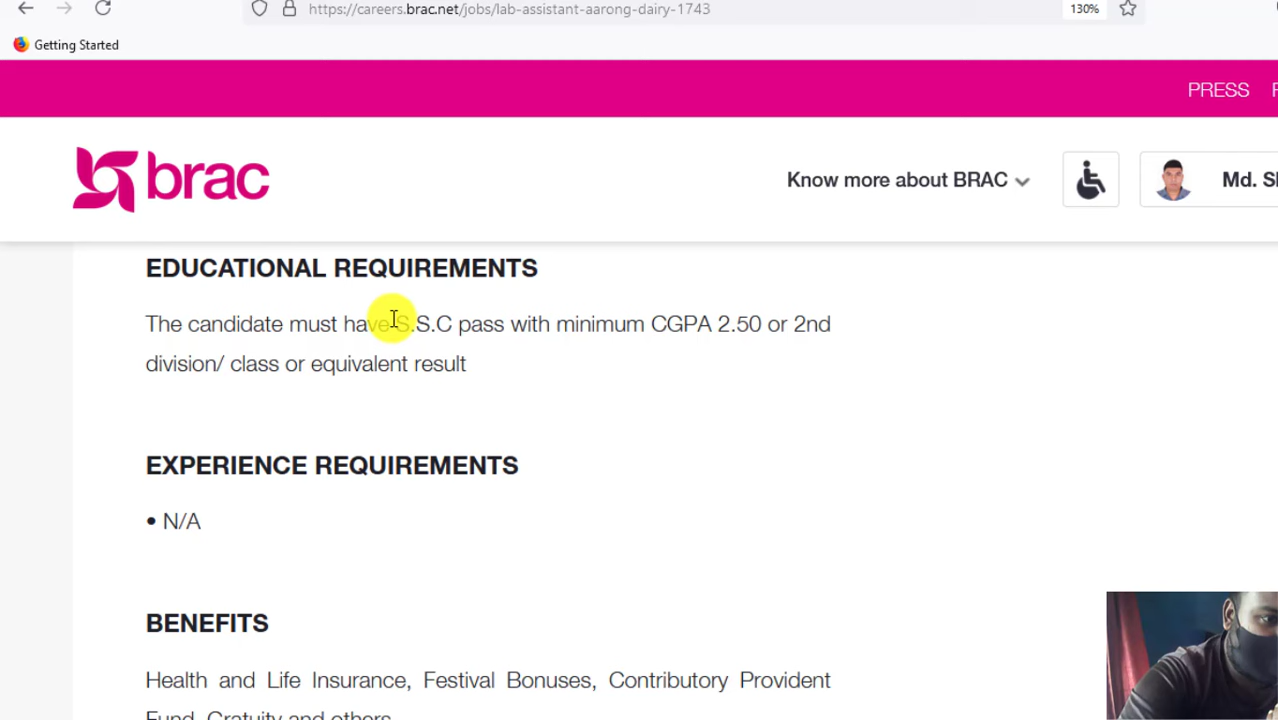 https://careers.brac.net/jobs/lab-assistant-aarong-dairy-1743
130%
Getting Started
PRESS
brac
Know more about BRAC
Md.
EDUCATIONAL REQUIREMENTS
The candidate must have S.S.C pass with minimum CGPA 2.50 or 2nd
division/ class or equivalent result
EXPERIENCE REQUIREMENTS
• N/A
BENEFITS
Health and Life Insurance, Festival Bonuses, Contributory Provident
Fund, Gratuity and others